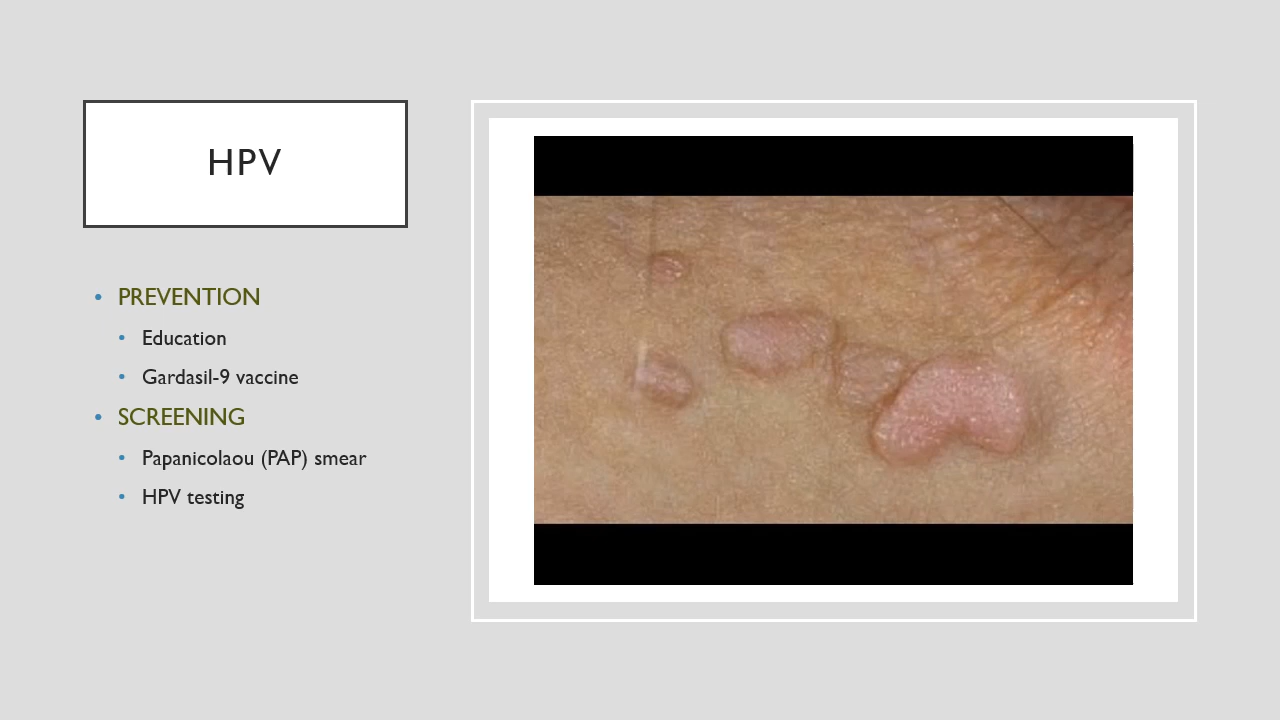 HPV
PREVENTION
Education
Gardasil-9 vaccine
SCREENING
Papanicolaou (PAP) smear
HPV testing